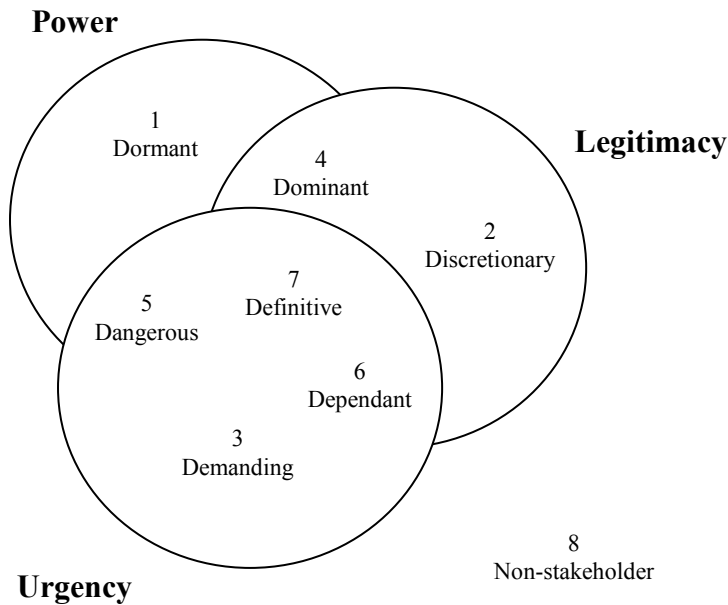 Power
1
Dormant
Legitimacy
4
Dominant
2
Discretionary
7
Definitive
5
Dangerous
6
Dependant
3
Demanding
8
Non-stakeholder
Urgency